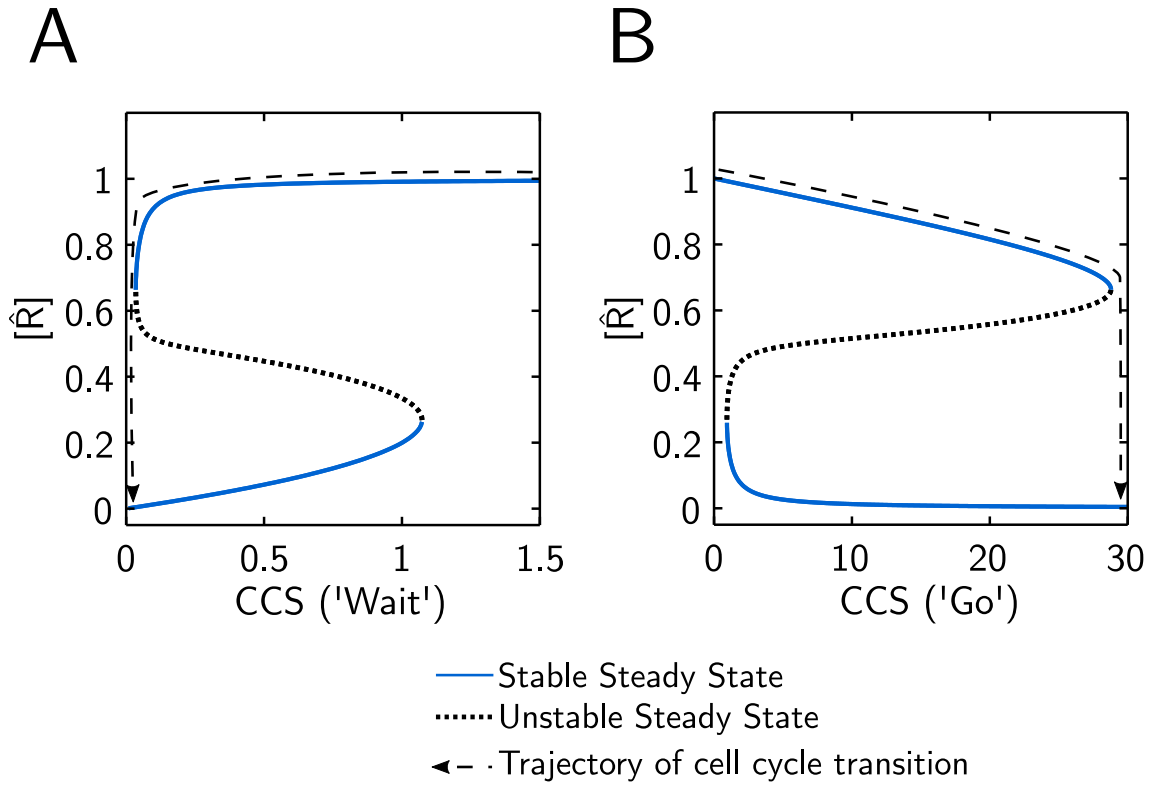 A
B
1
0.8
0.6
0.4
0.2
0
[R̂]
0
0.5
1
1.5
CCS ('Wait')
1
0.8
0.6
0.4
0.2
0
[R̂]
0
10
20
30
CCS ('Go')
Stable Steady State
Unstable Steady State
Trajectory of cell cycle transition